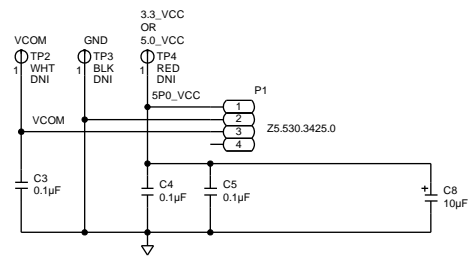 3.3_VCC
OR
5.0_VCC
VCOM
GND
TP2
WHT
DNI
1
TP3
BLK
DNI
1
TP4
RED
DNI
1
5P0_VCC
P1
1
2
3
4
Z5.530.3425.0
VCOM
C3
0.1µF
C4
0.1µF
C5
0.1µF
+
C8
10µF